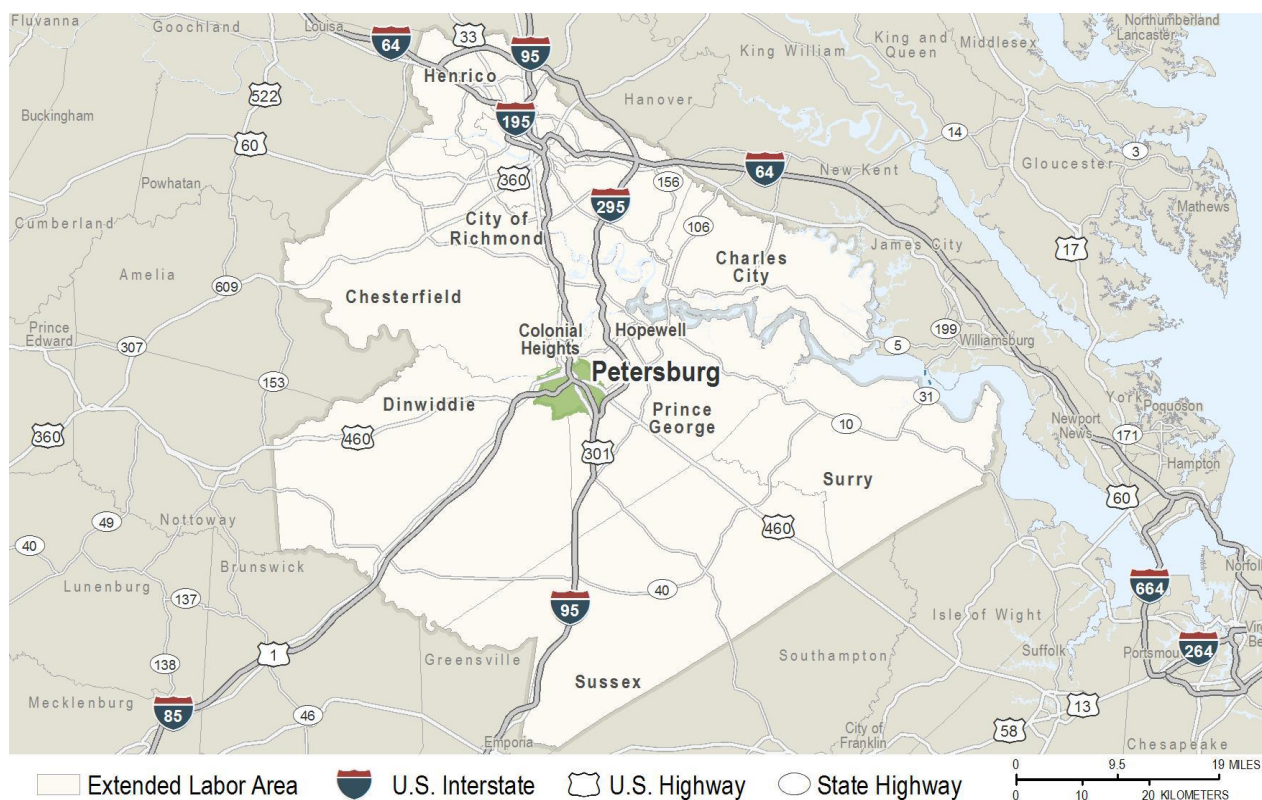 Fluvanna
Goochland
Louisa
64
33
95
King William
King and
Queen
Middlesex
Northumberland
Lancaster
Henrico
522
Hanover
Buckingham
195
60
14
3
Powhatan
360
156
64
New Kent
Gloucester
295
Cumberland
City of
Richmond
106
Mathews
James City
17
Charles
City
Amelia
609
Chesterfield
Prince
Edward
307
Colonial
Heights
Hopewell
199
5
Williamsburg
153
Petersburg
31
York
Poquoson
Dinwiddie
Prince
George
10
Newport
News
171
360
460
301
Hampton
Surry
60
49
Nottoway
460
40
Brunswick
Lunenburg
40
664
Norfolk
137
95
Isle of Wight
138
1
Greensville
Southampton
Suffolk
Portsmou
264
Virg
Be
Sussex
Mecklenburg
85
46
13
Emporia
City of
Franklin
58
Chesapeake
Extended Labor Area
U.S. Interstate
U.S. Highway
State Highway
0 9.5 19 MILES
0 10 20 KILOMETERS